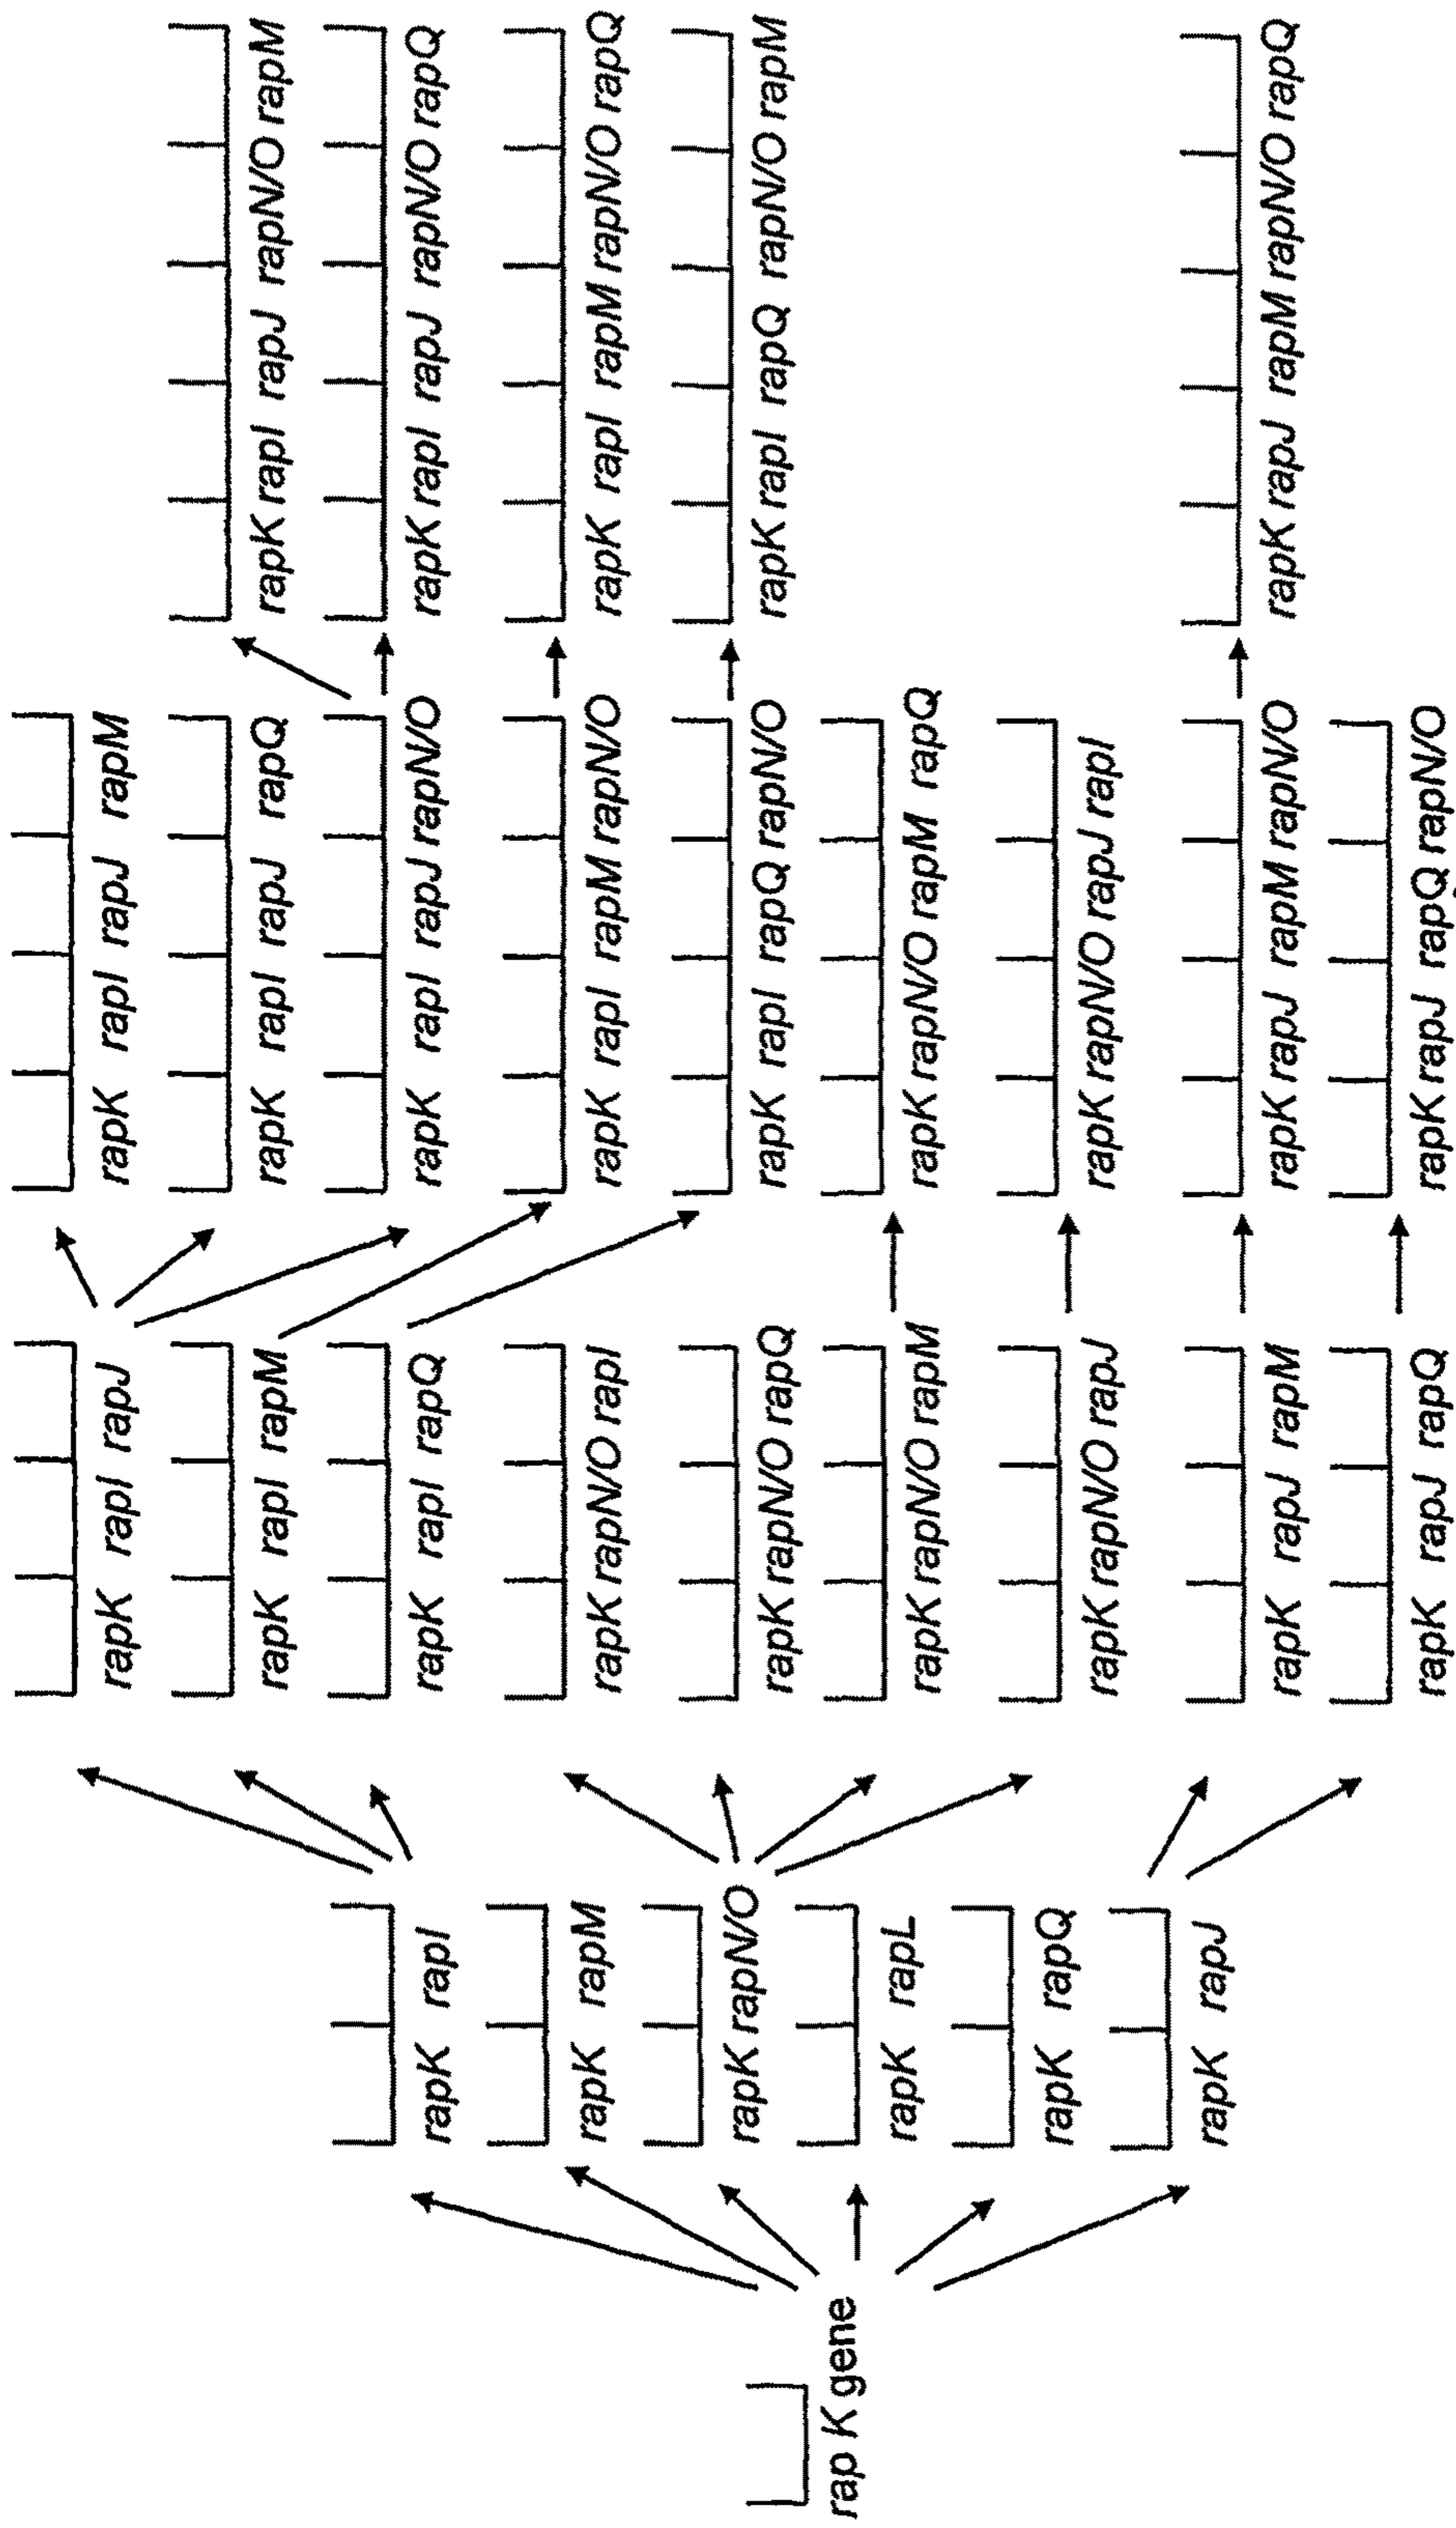 rap K gene
rapK rapI
rapK rapM
rapK rapN/O
rapK rapL
rapK rapQ
rapK rapJ
rapK rapI rapJ
rapK rapI rapM
rapK rapI rapQ
rapK rapN/O rapI
rapK rapN/O rapQ
rapK rapN/O rapM
rapK rapN/O rapJ
rapK rapJ rapM
rapK rapJ rapQ
rapK rapI rapJ rapM
rapK rapI rapJ rapQ
rapK rapI rapJ rapN/O
rapK rapI rapM rapN/O
rapK rapI rapQ rapN/O
rapK rapN/O rapM rapQ
rapK rapN/O rapJ rapI
rapK rapJ rapM rapN/O
rapK rapJ rapQ rapN/O
rapK rapI rapJ rapN/O rapM
rapK rapI rapJ rapN/O rapQ
rapK rapI rapM rapN/O rapQ
rapK rapI rapQ rapN/O rapM
rapK rapJ rapM rapN/O rapQ